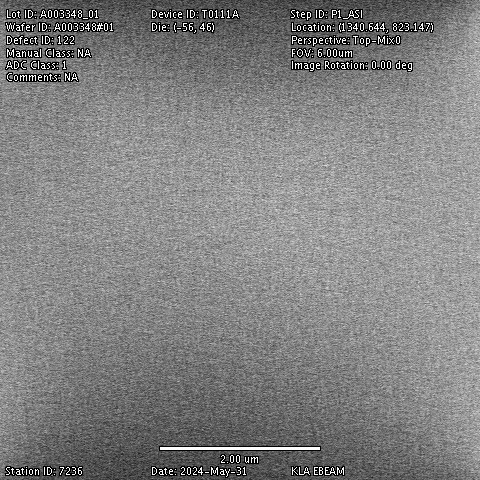 Lot ID: A003348_01
Wafer ID: A003348#01
Defect ID: 122
Manual Class: NA
ADC Class: 1
Comments: NA
Device ID: T0111A
Die: (-56, 46)
Step ID: P1_ASI
Location: (1340.644, 823.147)
Perspective: Top-Mix0
FOV: 6.00um
Image Rotation: 0.00 deg
2.00 um
Station ID: 7236
Date: 2024-May-31
KLA EBEAM